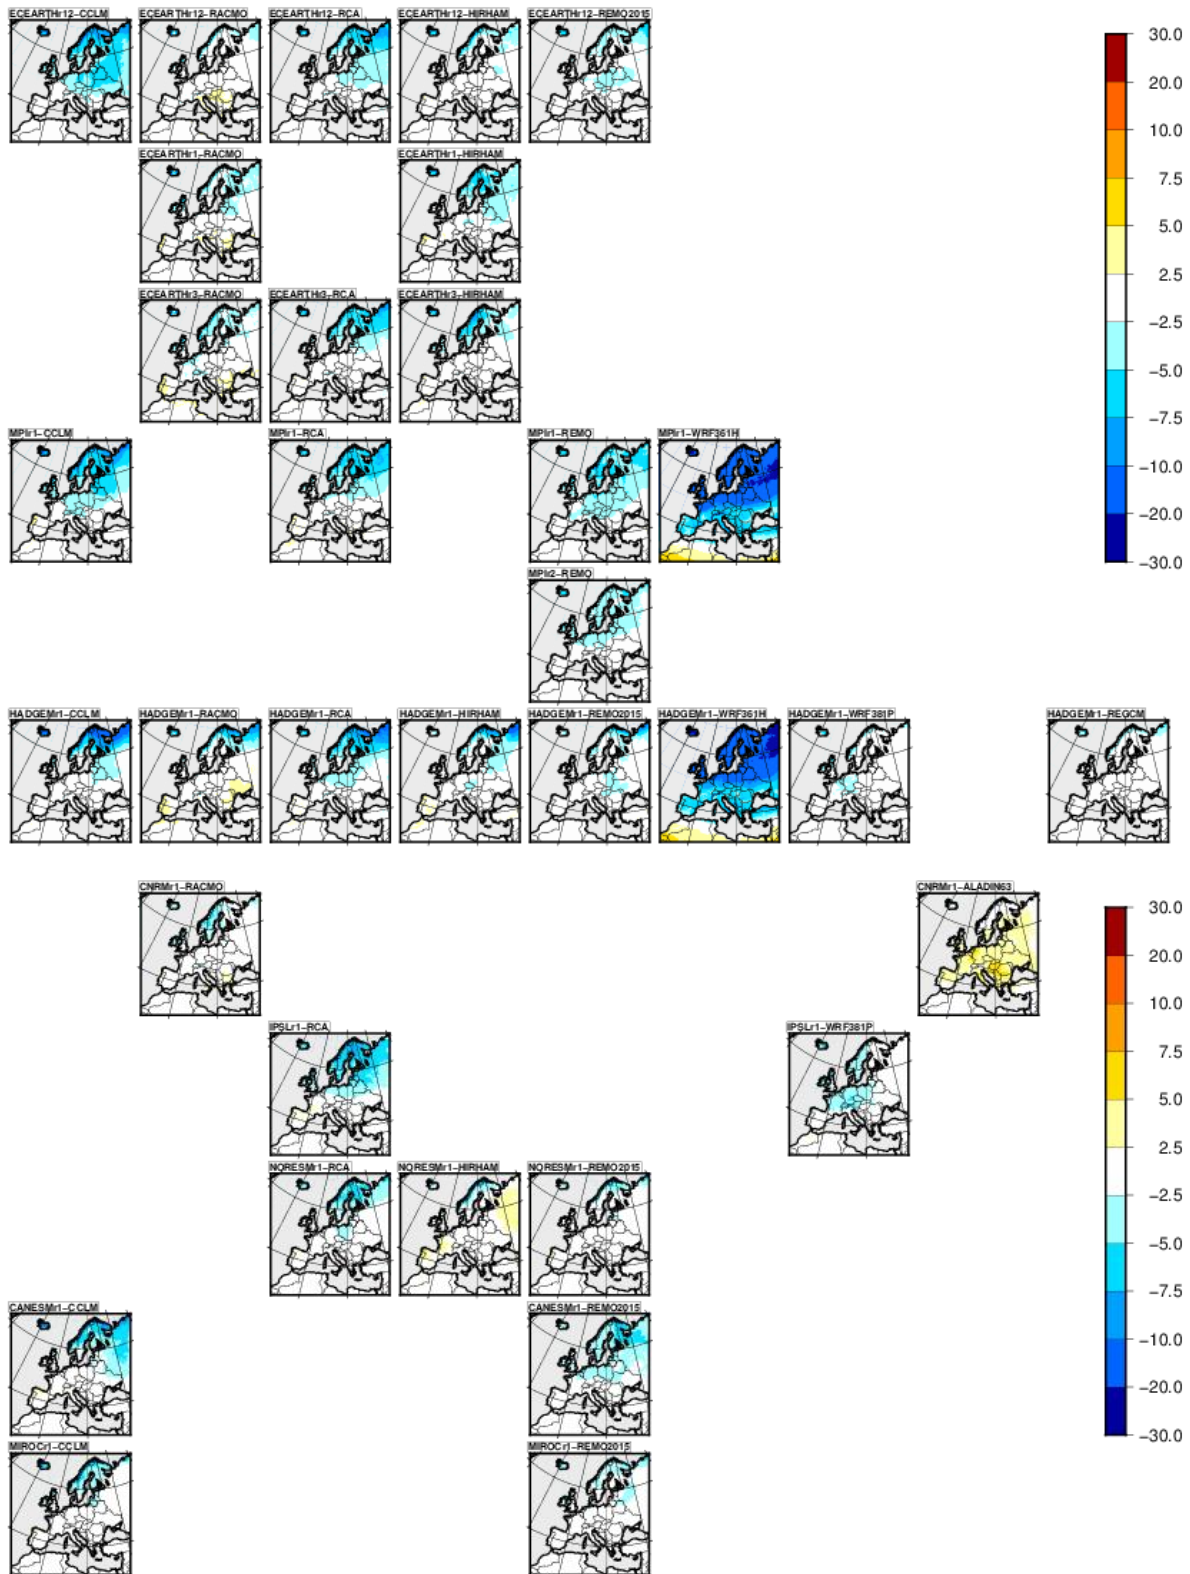 ECEARTHr12-CCLM ECEARTHr12-RACMO ECEARTHr12-RCA ECEARTHr12-HIRHAM ECEARTHr12-REMO2015
ECEARTHr1-RACMO ECEARTHr1-HIRHAM
ECEARTHr3-RACMO ECEARTHr3-RCA ECEARTHr3-HIRHAM
MPIr1-CCLM MPIr1-RCA MPIr1-REMO MPIr1-WRF361H
MPIr2-REMO
HADGEMr1-CCLM HADGEMr1-RACMO HADGEMr1-RCA HADGEMr1-HIRHAM HADGEMr1-REMO2015 HADGEMr1-WRF361H HADGEMr1-WRF381P HADGEMr1-REGCM
30.0
20.0
10.0
7.5
5.0
2.5
−2.5
−5.0
−7.5
−10.0
−20.0
−30.0
CNRMr1-RACMO CNRMr1-ALADIN63
IPSLr1-RCA IPSLr1-WRF381P
NORESMr1-RCA NORESMr1-HIRHAM NORESMr1-REMO2015
CANESMr1-CCLM CANESMr1-REMO2015
MIROCr1-CCLM MIROCr1-REMO2015
30.0
20.0
10.0
7.5
5.0
2.5
−2.5
−5.0
−7.5
−10.0
−20.0
−30.0